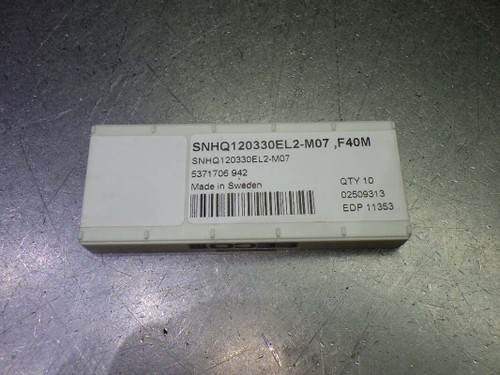 SNHQ120330EL2-M07 ,F40M
SNHQ120330EL2-M07
5371706 942
Made in Sweden
QTY 10
02509313
EDP 11353